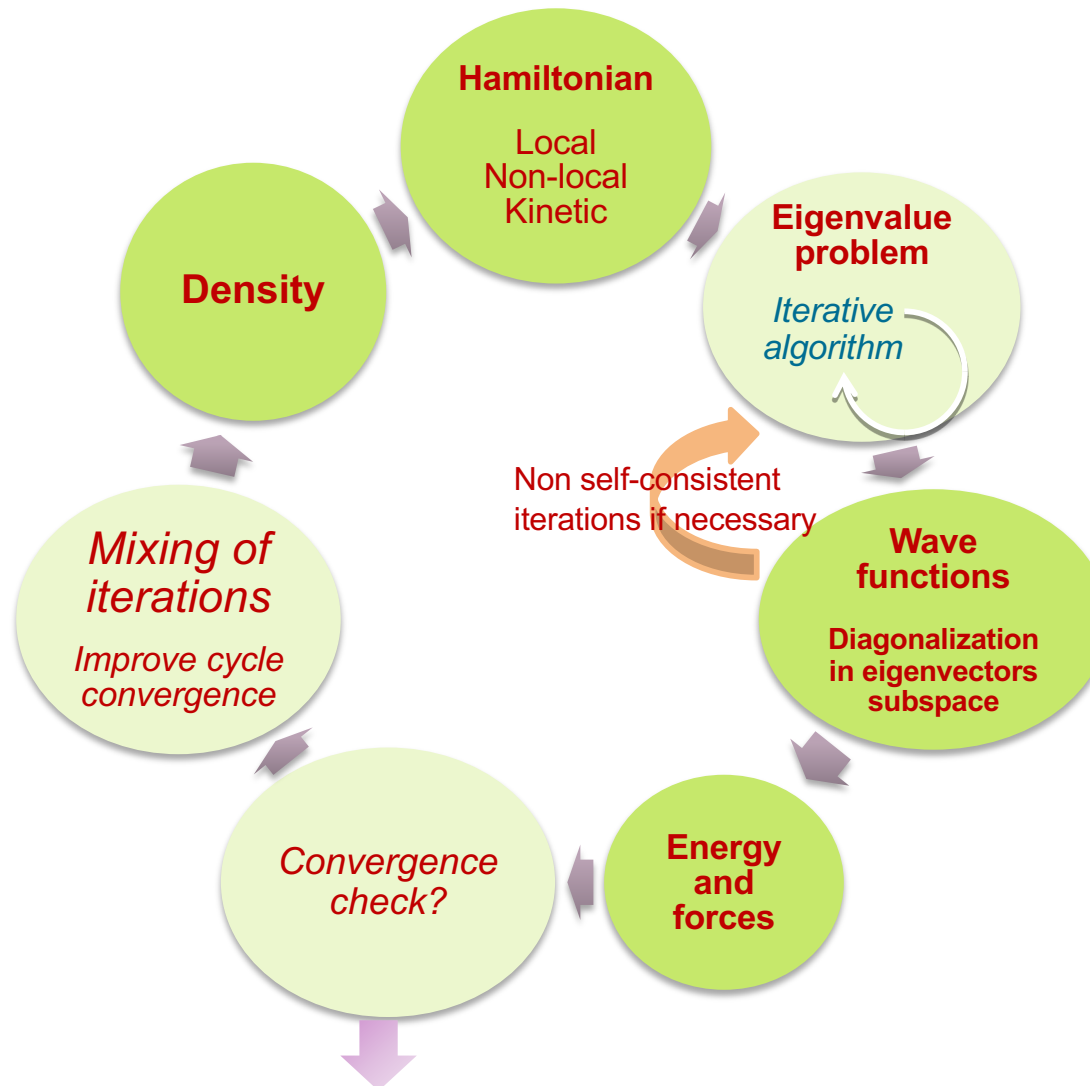 Hamiltonian
Local
Non-local
Kinetic
Eigenvalue
problem
Iterative
algorithm
Density
Non self-consistent
iterations if necessary
Wave
functions
Diagonalization
in eigenvectors
subspace
Mixing of
iterations
Improve cycle
convergence
Energy
and
forces
Convergence
check?